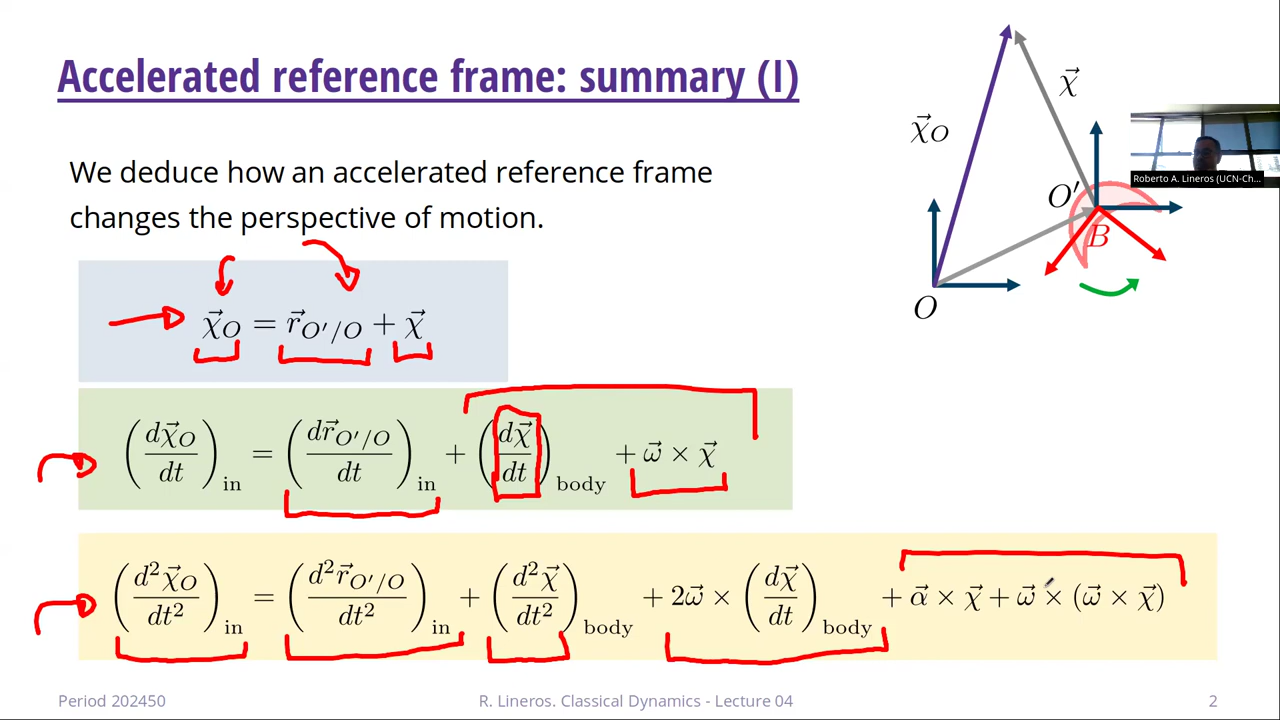 Accelerated reference frame: summary (I)
We deduce how an accelerated reference frame
changes the perspective of motion.
$\vec{\chi}_O = \vec{r}_{O'/O} + \vec{\chi}$
$\left(\frac{d\vec{\chi}_O}{dt}\right)_{\text{in}} = \left(\frac{d\vec{r}_{O'/O}}{dt}\right)_{\text{in}} + \left(\frac{d\vec{\chi}}{dt}\right)_{\text{body}} + \vec{\omega} \times \vec{\chi}$
$\left(\frac{d^2\vec{\chi}_O}{dt^2}\right)_{\text{in}} = \left(\frac{d^2\vec{r}_{O'/O}}{dt^2}\right)_{\text{in}} + \left(\frac{d^2\vec{\chi}}{dt^2}\right)_{\text{body}} + 2\vec{\omega} \times \left(\frac{d\vec{\chi}}{dt}\right)_{\text{body}} + \vec{\alpha} \times \vec{\chi} + \vec{\omega} \times (\vec{\omega} \times \vec{\chi})$
$\vec{\chi}$
$\vec{\chi}_O$
Roberto A. Lineros (UCN-Ch...
O'
B
O
Period 202450
R. Lineros. Classical Dynamics - Lecture 04
2